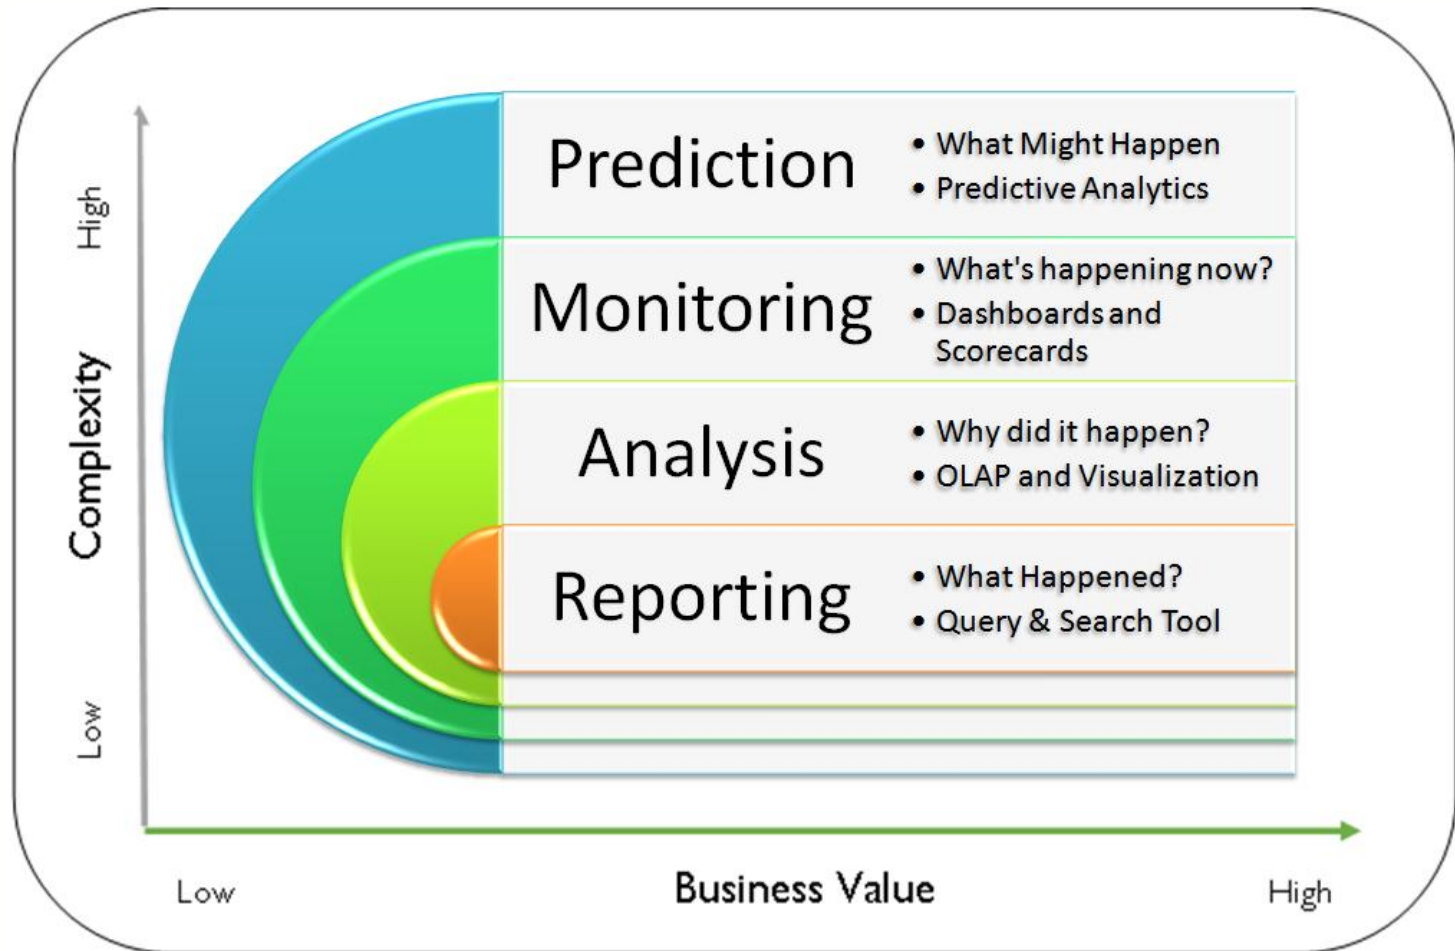 High
Complexity
Low
Prediction
• What Might Happen
• Predictive Analytics
Monitoring
• What's happening now?
• Dashboards and
Scorecards
Analysis
• Why did it happen?
• OLAP and Visualization
Reporting
• What Happened?
• Query & Search Tool
Low
Business Value
High